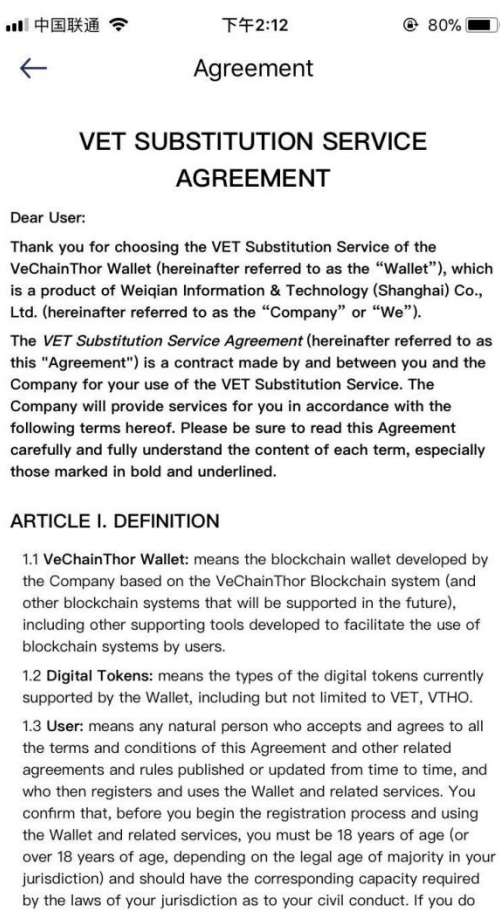 中国联通
下午2:12
80%
Agreement
VET SUBSTITUTION SERVICE
AGREEMENT
Dear User:
Thank you for choosing the VET Substitution Service of the
VeChainThor Wallet (hereinafter referred to as the “Wallet”), which
is a product of Weiqian Information & Technology (Shanghai) Co.,
Ltd. (hereinafter referred to as the “Company” or “We”).
The VET Substitution Service Agreement (hereinafter referred to as
this "Agreement") is a contract made by and between you and the
Company for your use of the VET Substitution Service. The
Company will provide services for you in accordance with the
following terms hereof. Please be sure to read this Agreement
carefully and fully understand the content of each term, especially
those marked in bold and underlined.
ARTICLE I. DEFINITION
1.1 VeChainThor Wallet: means the blockchain wallet developed by
the Company based on the VeChainThor Blockchain system (and
other blockchain systems that will be supported in the future),
including other supporting tools developed to facilitate the use of
blockchain systems by users.
1.2 Digital Tokens: means the types of the digital tokens currently
supported by the Wallet, including but not limited to VET, VTHO.
1.3 User: means any natural person who accepts and agrees to all
the terms and conditions of this Agreement and other related
agreements and rules published or updated from time to time, and
who then registers and uses the Wallet and related services. You
confirm that, before you begin the registration process and using
the Wallet and related services, you must be 18 years of age (or
over 18 years of age, depending on the legal age of majority in your
jurisdiction) and should have the corresponding capacity required
by the laws of your jurisdiction as to your civil conduct. If you do